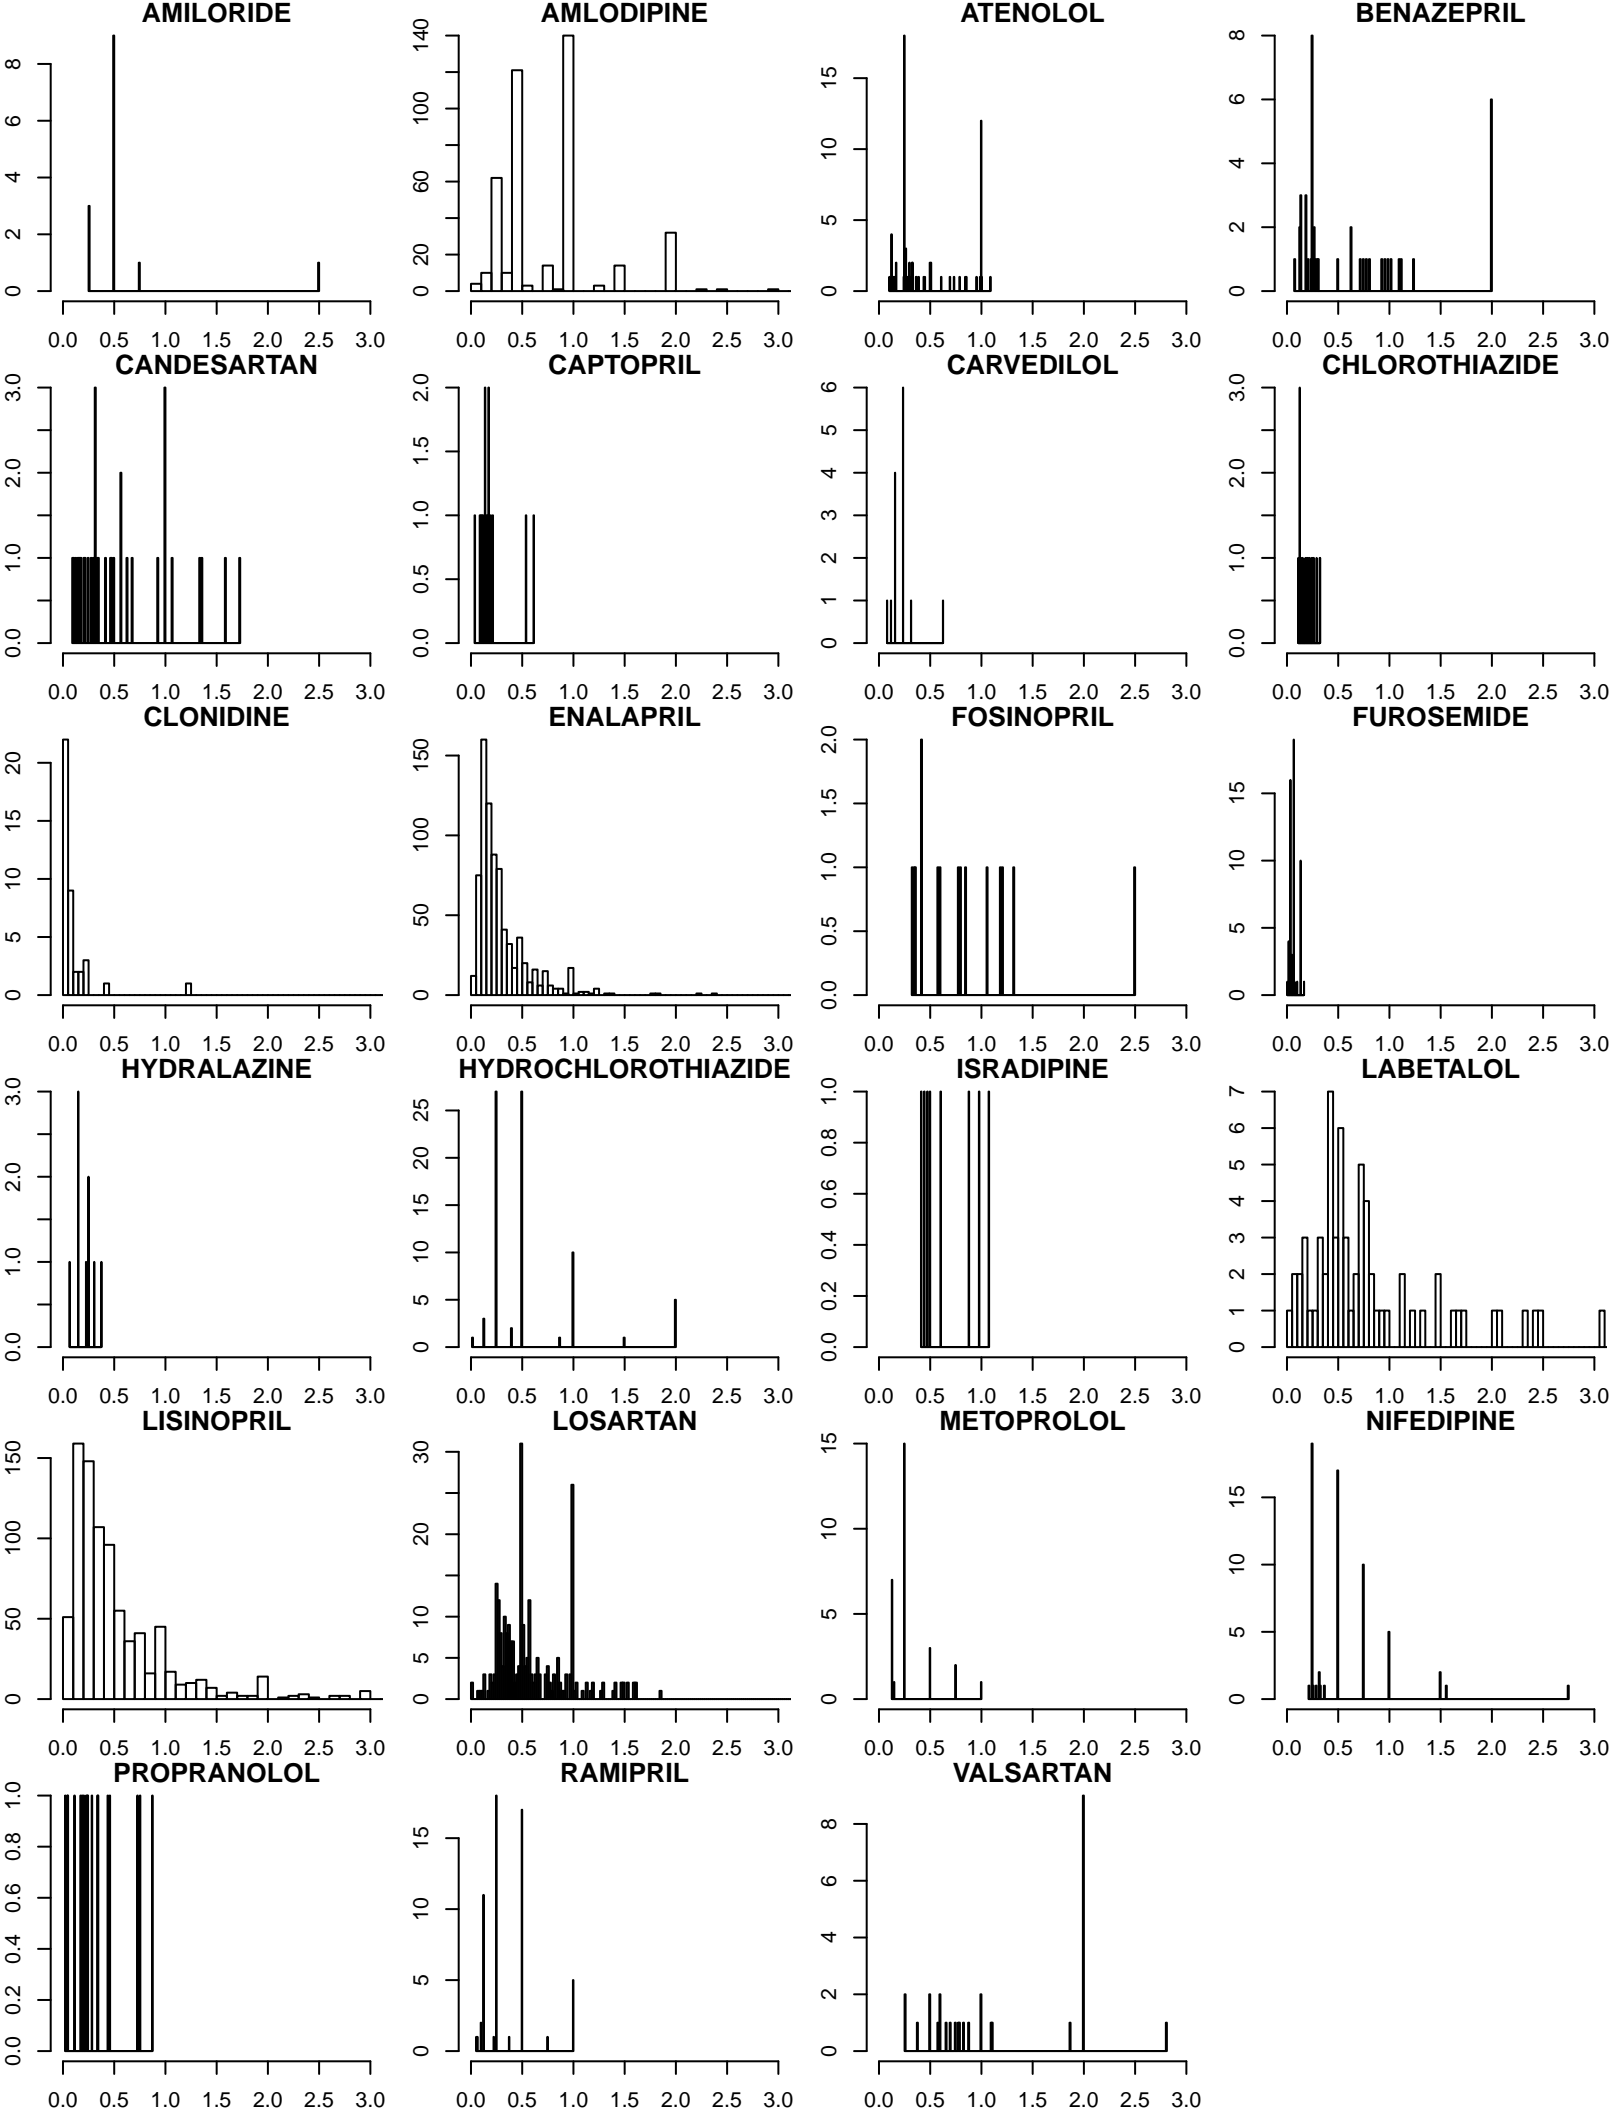 AMILORIDE AMLODIPINE ATENOLOL BENAZEPRIL
0 2 4 6 8
0 20 60 100 140
0 5 10 15
0 2 4 6 8
0.0 0.5 1.0 1.5 2.0 2.5 3.0 0.0 0.5 1.0 1.5 2.0 2.5 3.0 0.0 0.5 1.0 1.5 2.0 2.5 3.0 0.0 0.5 1.0 1.5 2.0 2.5 3.0
CANDESARTAN CAPTOPRIL CARVEDILOL CHLOROTHIAZIDE
0.0 1.0 2.0 3.0
0.0 0.5 1.0 1.5 2.0
0 1 2 3 4 5 6
0.0 1.0 2.0 3.0
0.0 0.5 1.0 1.5 2.0 2.5 3.0 0.0 0.5 1.0 1.5 2.0 2.5 3.0 0.0 0.5 1.0 1.5 2.0 2.5 3.0 0.0 0.5 1.0 1.5 2.0 2.5 3.0
CLONIDINE ENALAPRIL FOSINOPRIL FUROSEMIDE
0 5 10 15 20
0 50 100 150
0.0 0.5 1.0 1.5 2.0
0 5 10 15
0.0 0.5 1.0 1.5 2.0 2.5 3.0 0.0 0.5 1.0 1.5 2.0 2.5 3.0 0.0 0.5 1.0 1.5 2.0 2.5 3.0 0.0 0.5 1.0 1.5 2.0 2.5 3.0
HYDRALAZINE HYDROCHLOROTHIAZIDE ISRADIPINE LABETALOL
0.0 1.0 2.0 3.0
0 5 10 15 20 25
0.0 0.2 0.4 0.6 0.8 1.0
0 1 2 3 4 5 6 7
0.0 0.5 1.0 1.5 2.0 2.5 3.0 0.0 0.5 1.0 1.5 2.0 2.5 3.0 0.0 0.5 1.0 1.5 2.0 2.5 3.0 0.0 0.5 1.0 1.5 2.0 2.5 3.0
LISINOPRIL LOSARTAN METOPROLOL NIFEDIPINE
0 50 100 150
0 5 10 20 30
0 5 10 15
0 5 10 15
0.0 0.5 1.0 1.5 2.0 2.5 3.0 0.0 0.5 1.0 1.5 2.0 2.5 3.0 0.0 0.5 1.0 1.5 2.0 2.5 3.0 0.0 0.5 1.0 1.5 2.0 2.5 3.0
PROPRANOLOL RAMIPRIL VALSARTAN
0.0 0.2 0.4 0.6 0.8 1.0
0 5 10 15
0 2 4 6 8
0.0 0.5 1.0 1.5 2.0 2.5 3.0 0.0 0.5 1.0 1.5 2.0 2.5 3.0 0.0 0.5 1.0 1.5 2.0 2.5 3.0